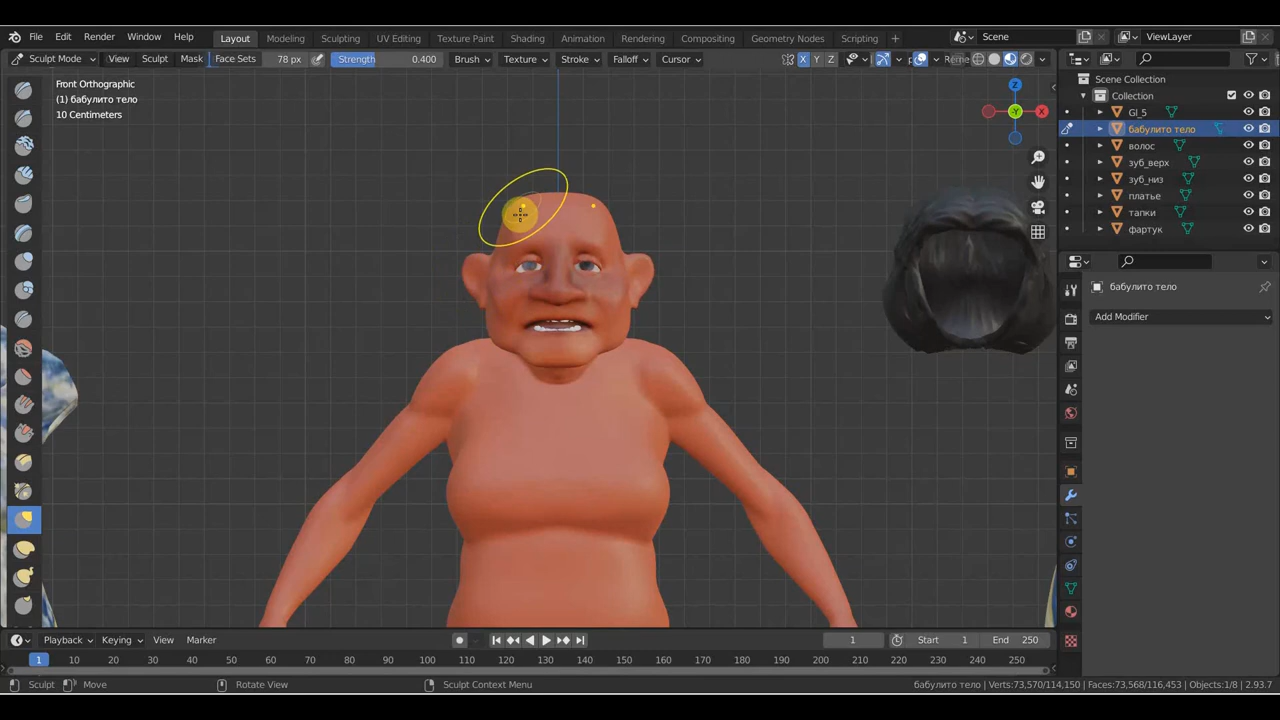 File Edit Render Window Help Layout Modeling Sculpting UV Editing Texture Paint Shading Animation Rendering Compositing Geometry Nodes Scripting + Scene ViewLayer
Sculpt Mode View Sculpt Mask Face Sets 78 px Strength 0.400 Brush Texture Stroke Falloff Cursor X Y Z Reme
Front Orthographic
(1) бабулито тело
10 Centimeters
Z
-Y X
Scene Collection
Collection
GI_5
бабулито тело
волос
зуб_верх
зуб_низ
платье
тапки
фартук
бабулито тело
Add Modifier
Playback Keying View Marker 1 Start 1 End 250
1 10 20 30 40 50 60 70 80 90 100 110 120 130 140 150 160 170 180 190 200 210 220 230 240 250
Sculpt Move Rotate View Sculpt Context Menu бабулито тело | Verts:73,570/114,150 | Faces:73,568/116,453 | Objects:1/8 | 2.93.7